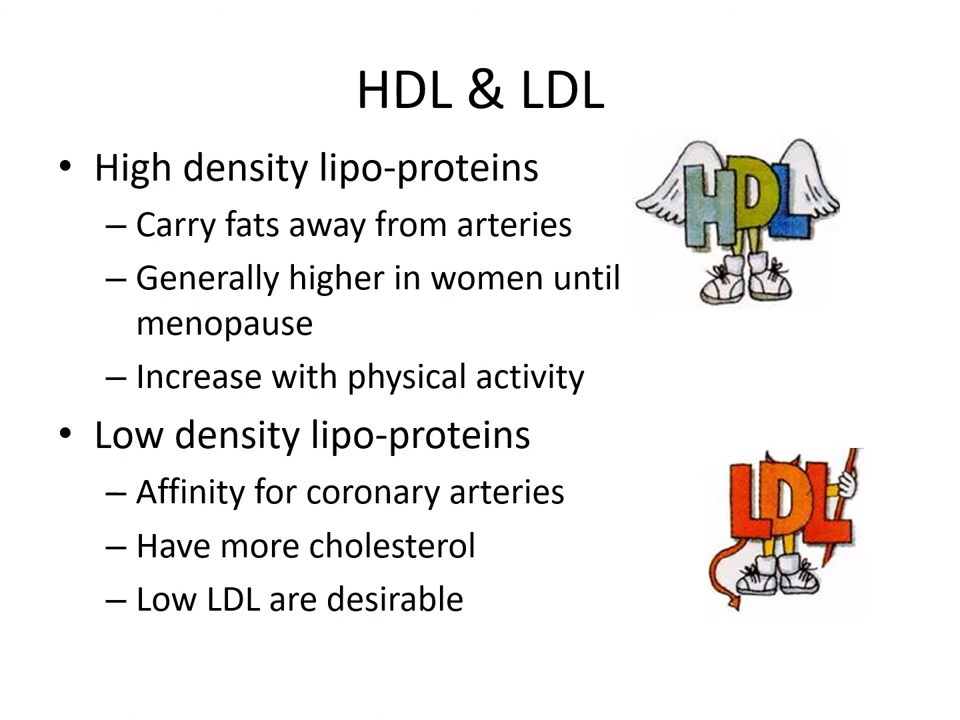 HDL & LDL
• High density lipo-proteins
– Carry fats away from arteries
– Generally higher in women until
menopause
– Increase with physical activity
• Low density lipo-proteins
– Affinity for coronary arteries
– Have more cholesterol
– Low LDL are desirable
HDL
LDL